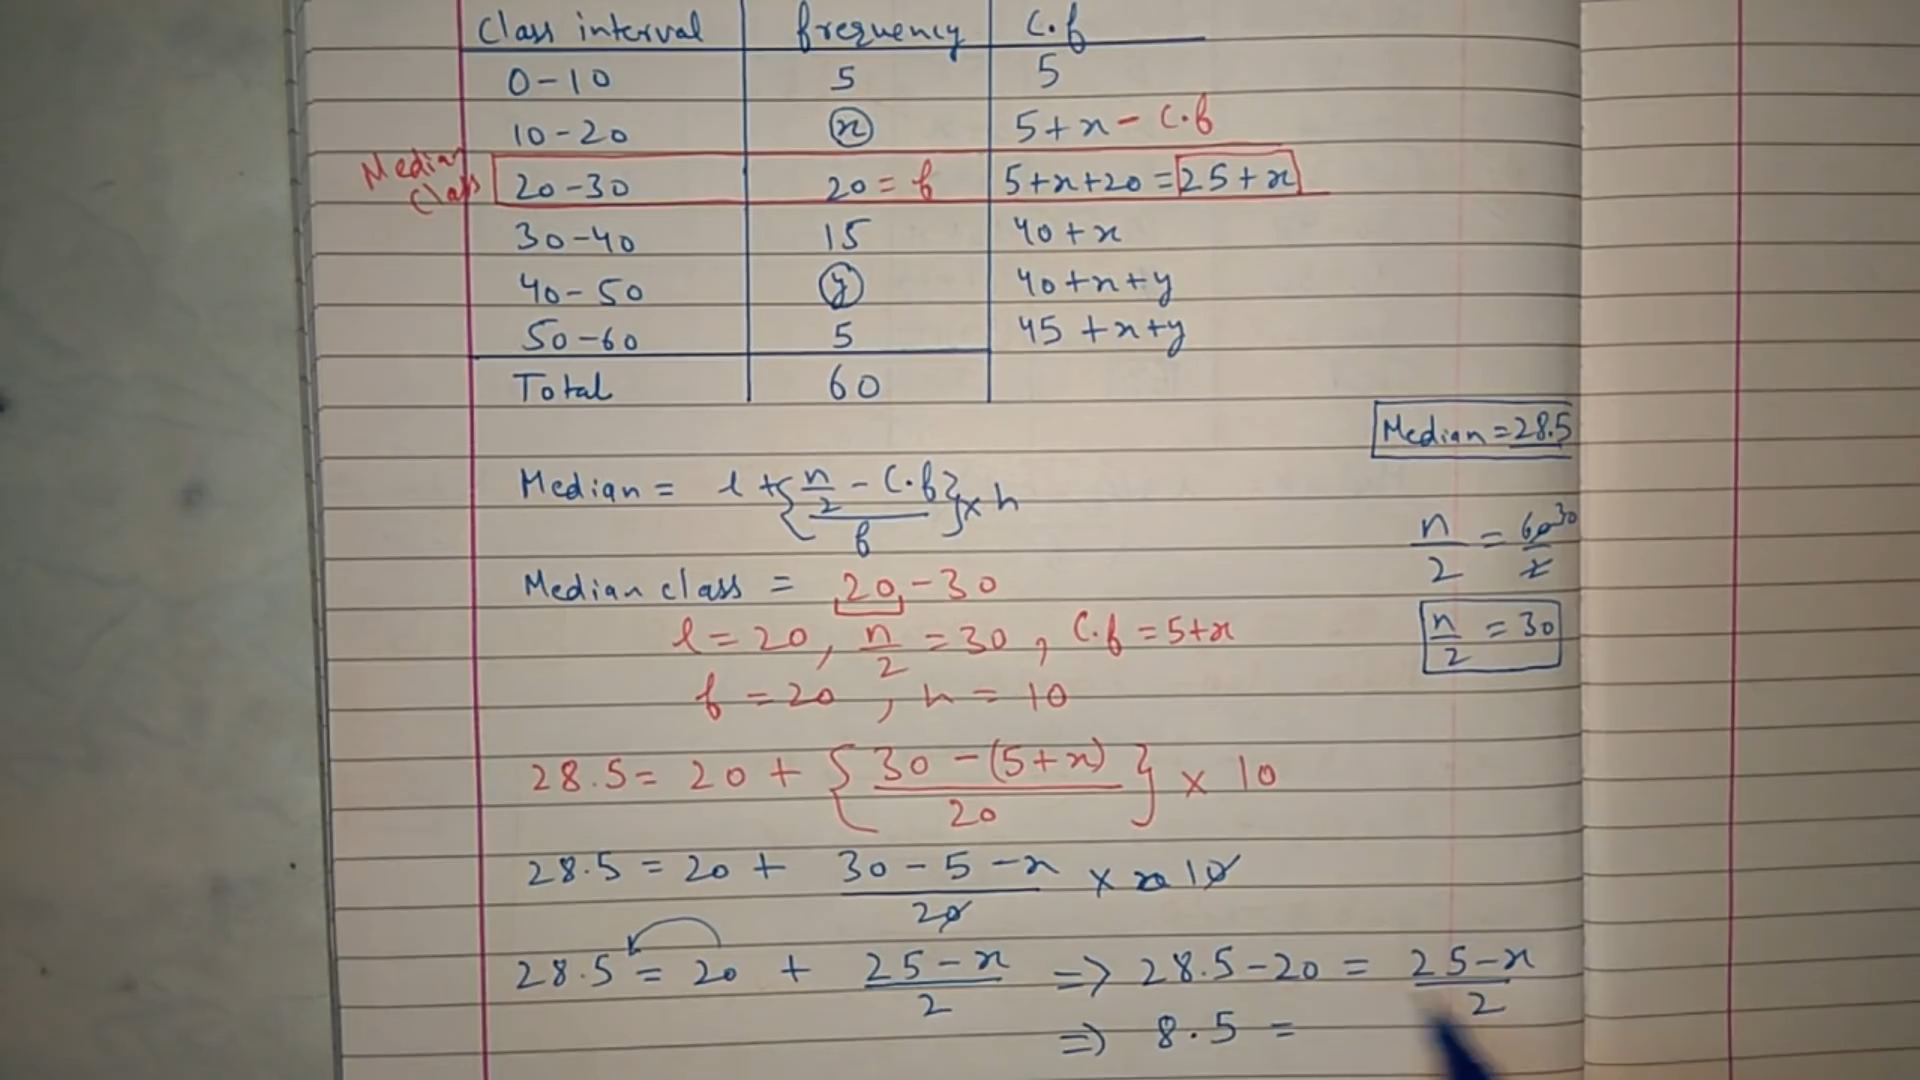 Class interval frequency C.f
0-10 5 5
10-20 x 5+x - C.f
Median Class 20-30 20 = f 5+x+20 = 25+x
30-40 15 40+x
40-50 y 40+x+y
50-60 5 45+x+y
Total 60
Median = 28.5
Median = l + { n/2 - C.f / f } × h
n/2 = 60/2 30
Median class = 20-30
l = 20, n/2 = 30, C.f = 5+x
n/2 = 30
f = 20, h = 10
28.5 = 20 + { 30-(5+x) / 20 } × 10
28.5 = 20 + 30-5-x / 20 × 10
28.5 = 20 + 25-x / 2 => 28.5-20 = 25-x / 2
=> 8.5 =